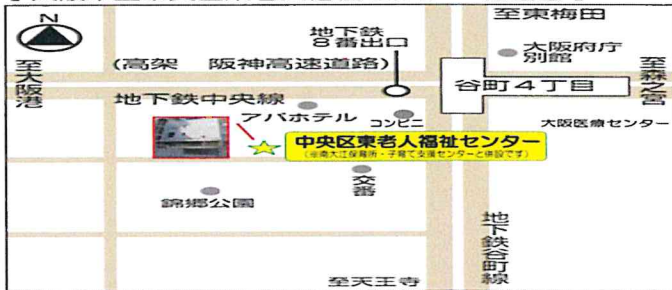 N
至東梅田
地下鉄
8番出口
大阪府庁
別館
至大阪港
(高架 阪神高速道路)
谷町4丁目
至森之宮
地下鉄中央線
アパホテル
コンビニ
大阪医療センター
中央区東老人福祉センター
(※南大江保育所・子育て支援センターと併設です)
交番
錦郷公園
地下鉄谷町線
至天王寺